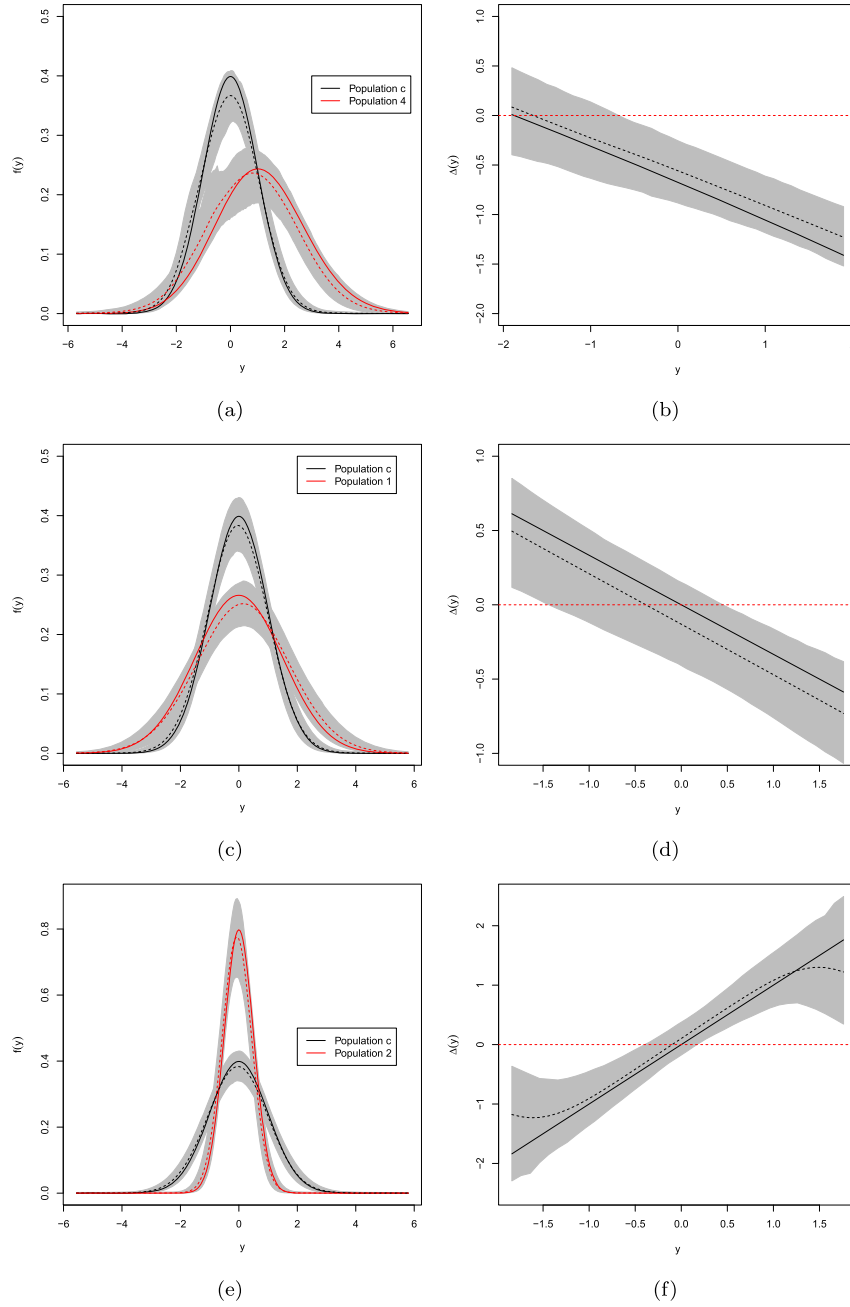 0.5
0.4
0.3
0.2
0.1
0.0
f(y)
Population c
Population 4
−6 −4 −2 0 2 4 6
y
(a)
1.0
0.5
0.0
−0.5
−1.0
−1.5
−2.0
Δ(y)
−2 −1 0 1
y
(b)
0.5
0.4
0.3
0.2
0.1
0.0
f(y)
Population c
Population 1
−6 −4 −2 0 2 4 6
y
(c)
1.0
0.5
0.0
−0.5
−1.0
Δ(y)
−1.5 −1.0 −0.5 0.0 0.5 1.0 1.5
y
(d)
0.8
0.6
0.4
0.2
0.0
f(y)
Population c
Population 2
−6 −4 −2 0 2 4 6
y
(e)
2
1
0
−1
−2
Δ(y)
−1.5 −1.0 −0.5 0.0 0.5 1.0 1.5
y
(f)